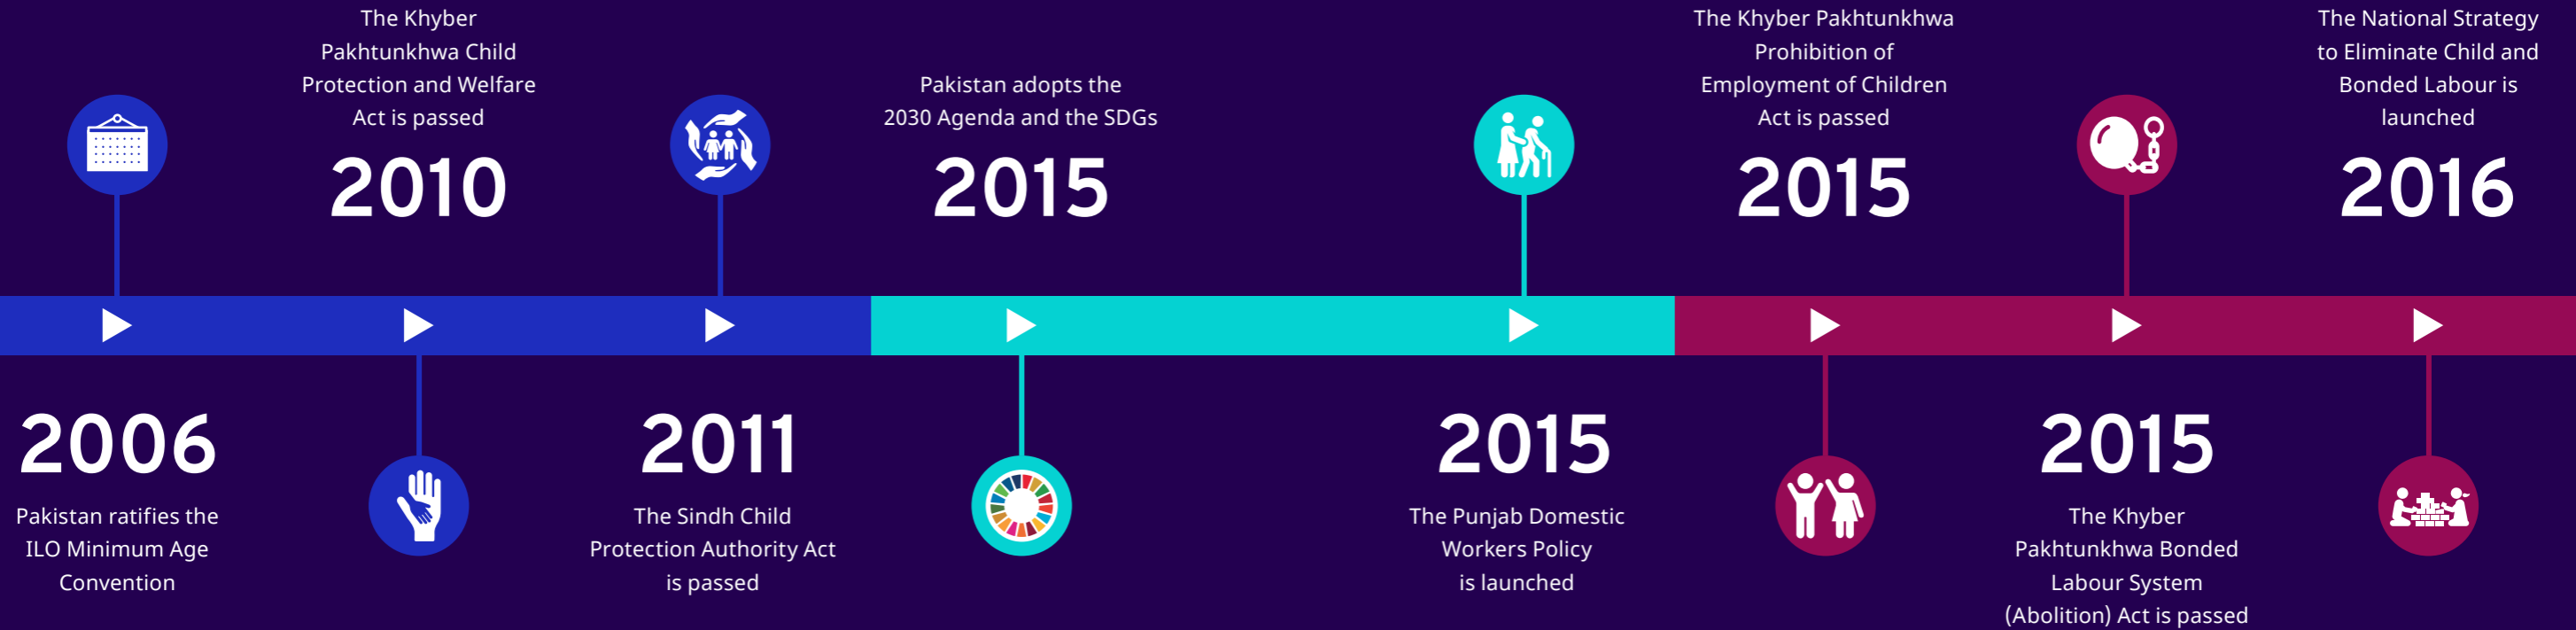 2006
Pakistan ratifies the
ILO Minimum Age
Convention
The Khyber
Pakhtunkhwa Child
Protection and Welfare
Act is passed
2010
2011
The Sindh Child
Protection Authority Act
is passed
Pakistan adopts the
2030 Agenda and the SDGs
2015
2015
The Punjab Domestic
Workers Policy
is launched
The Khyber Pakhtunkhwa
Prohibition of
Employment of Children
Act is passed
2015
2015
The Khyber
Pakhtunkhwa Bonded
Labour System
(Abolition) Act is passed
The National Strategy
to Eliminate Child and
Bonded Labour is
launched
2016